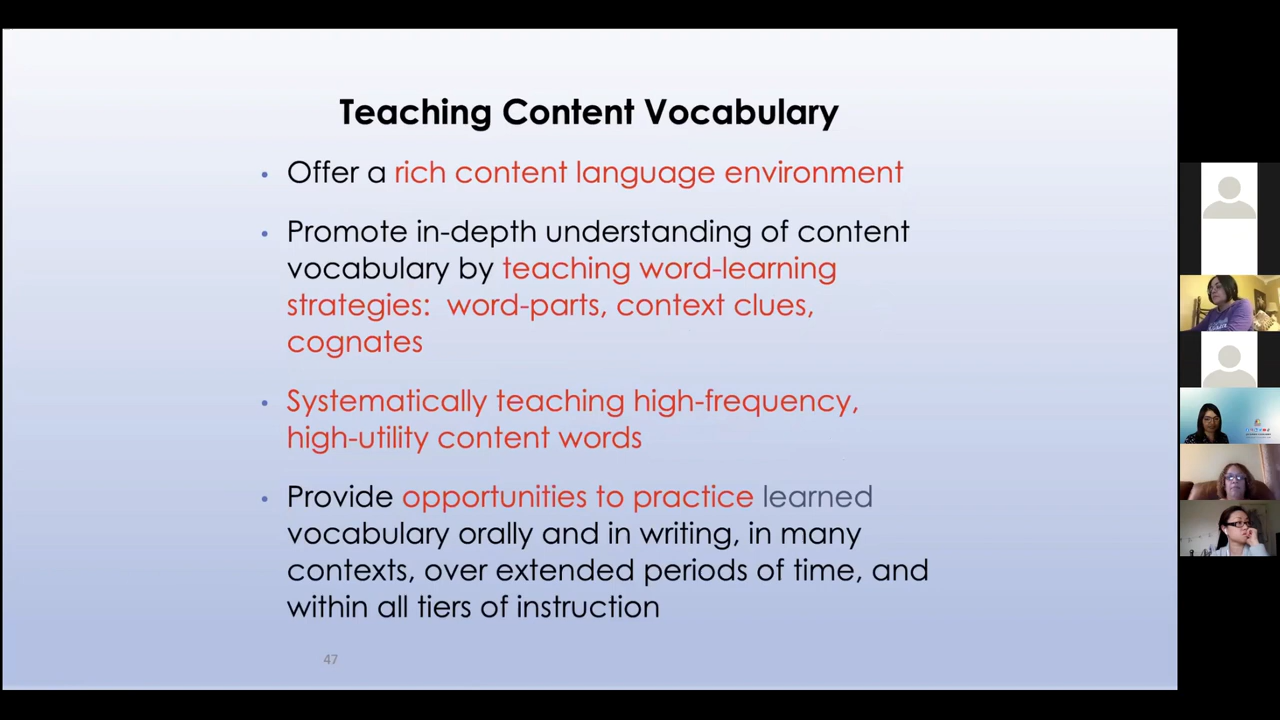 Teaching Content Vocabulary
• Offer a rich content language environment
• Promote in-depth understanding of content
vocabulary by teaching word-learning
strategies:  word-parts, context clues,
cognates
• Systematically teaching high-frequency,
high-utility content words
• Provide opportunities to practice learned
vocabulary orally and in writing, in many
contexts, over extended periods of time, and
within all tiers of instruction
47